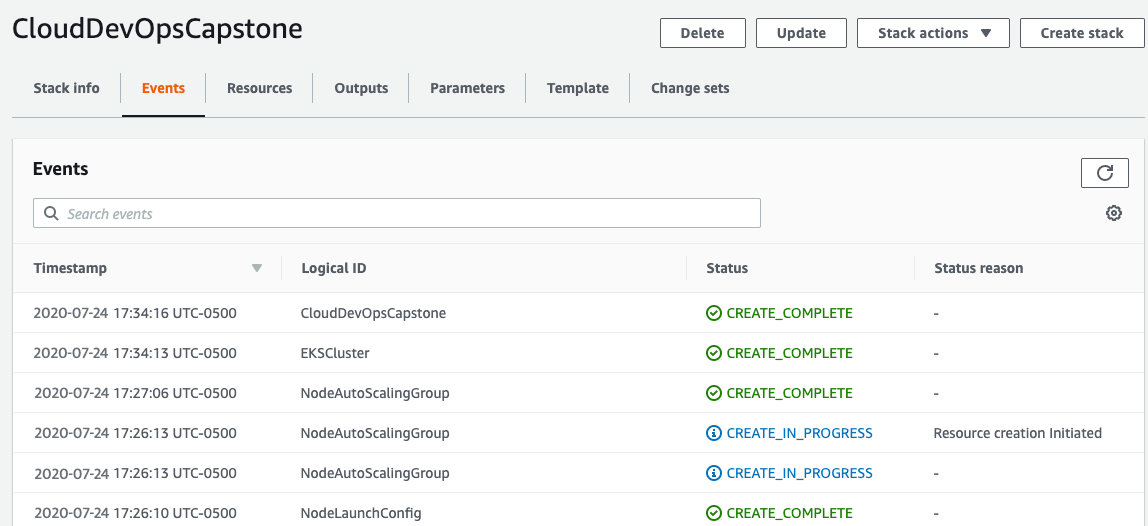 CloudDevOpsCapstone
Delete Update Stack actions Create stack
Stack info Events Resources Outputs Parameters Template Change sets
Events
Search events
Timestamp Logical ID Status Status reason
2020-07-24 17:34:16 UTC-0500 CloudDevOpsCapstone CREATE_COMPLETE -
2020-07-24 17:34:13 UTC-0500 EKSCluster CREATE_COMPLETE -
2020-07-24 17:27:06 UTC-0500 NodeAutoScalingGroup CREATE_COMPLETE -
2020-07-24 17:26:13 UTC-0500 NodeAutoScalingGroup CREATE_IN_PROGRESS Resource creation Initiated
2020-07-24 17:26:13 UTC-0500 NodeAutoScalingGroup CREATE_IN_PROGRESS -
2020-07-24 17:26:10 UTC-0500 NodeLaunchConfig CREATE_COMPLETE -